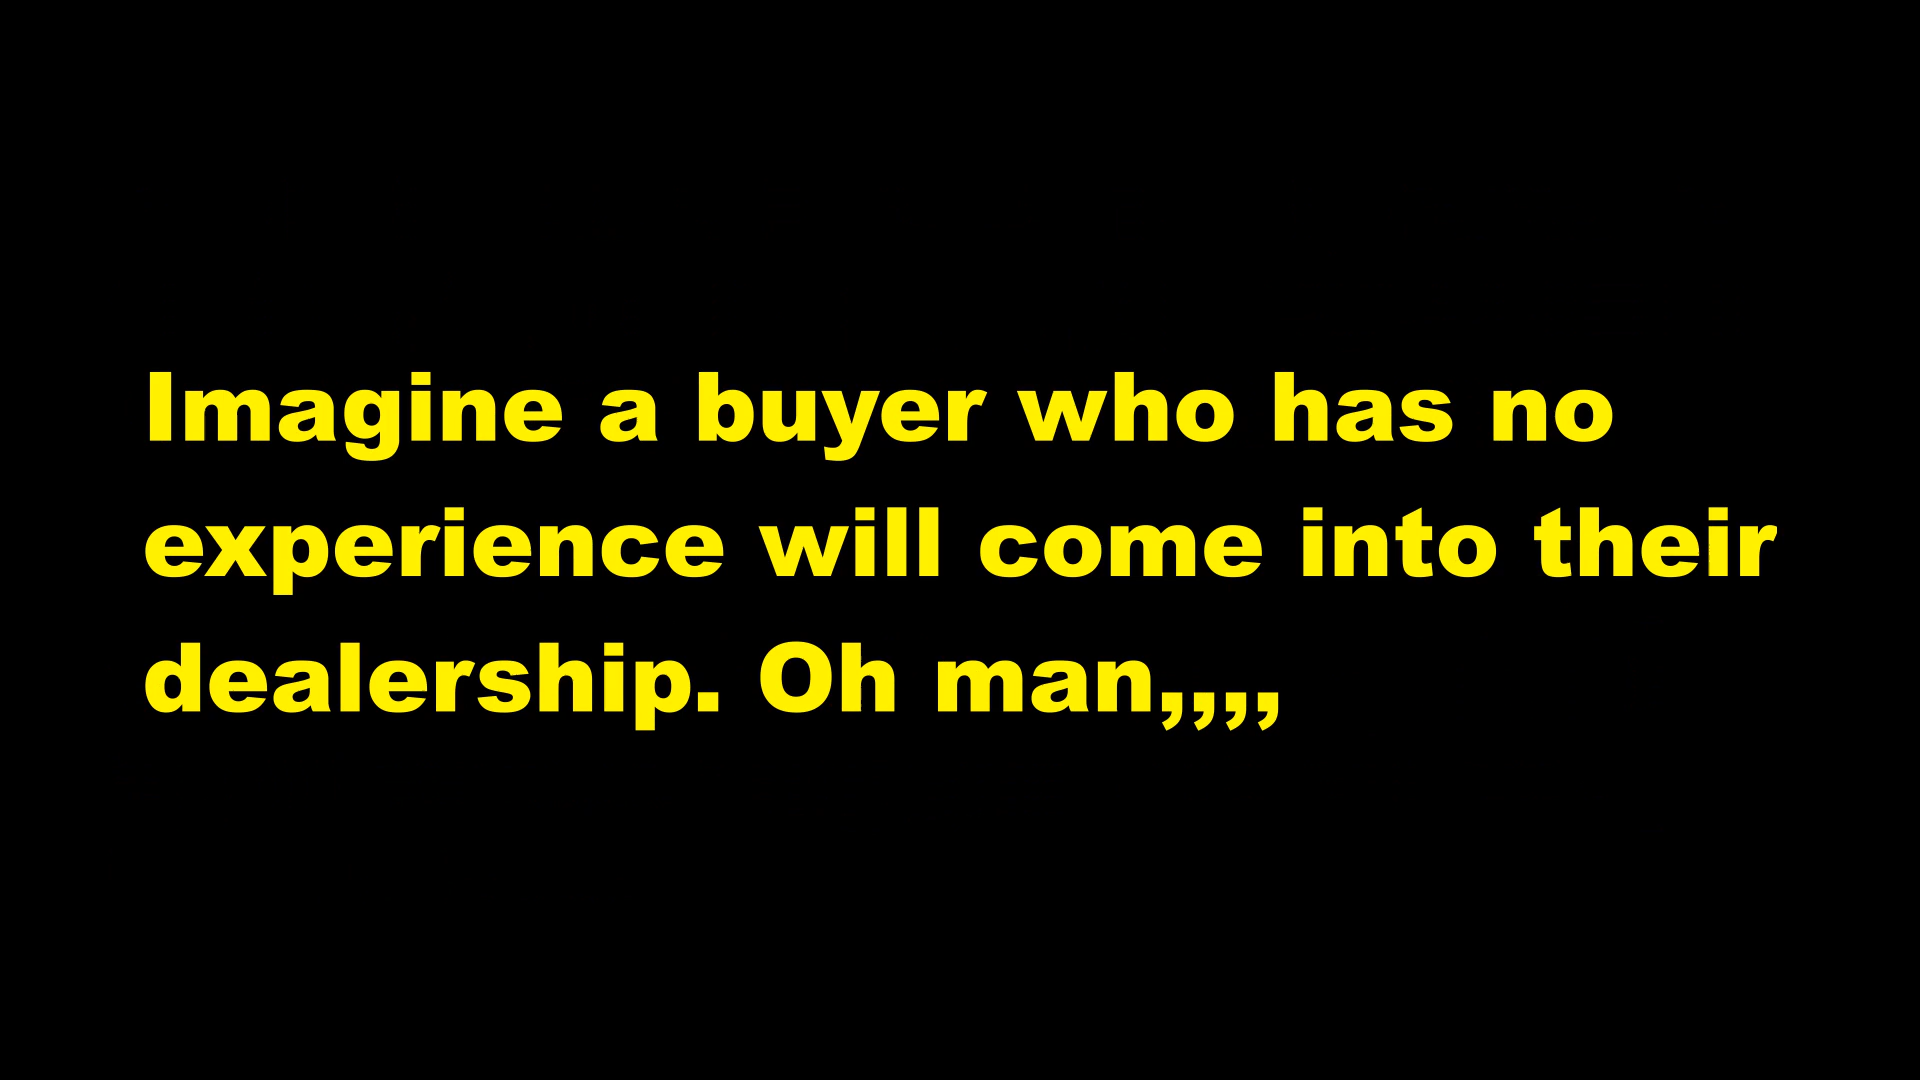 Imagine a buyer who has no
experience will come into their
dealership. Oh man,,,,